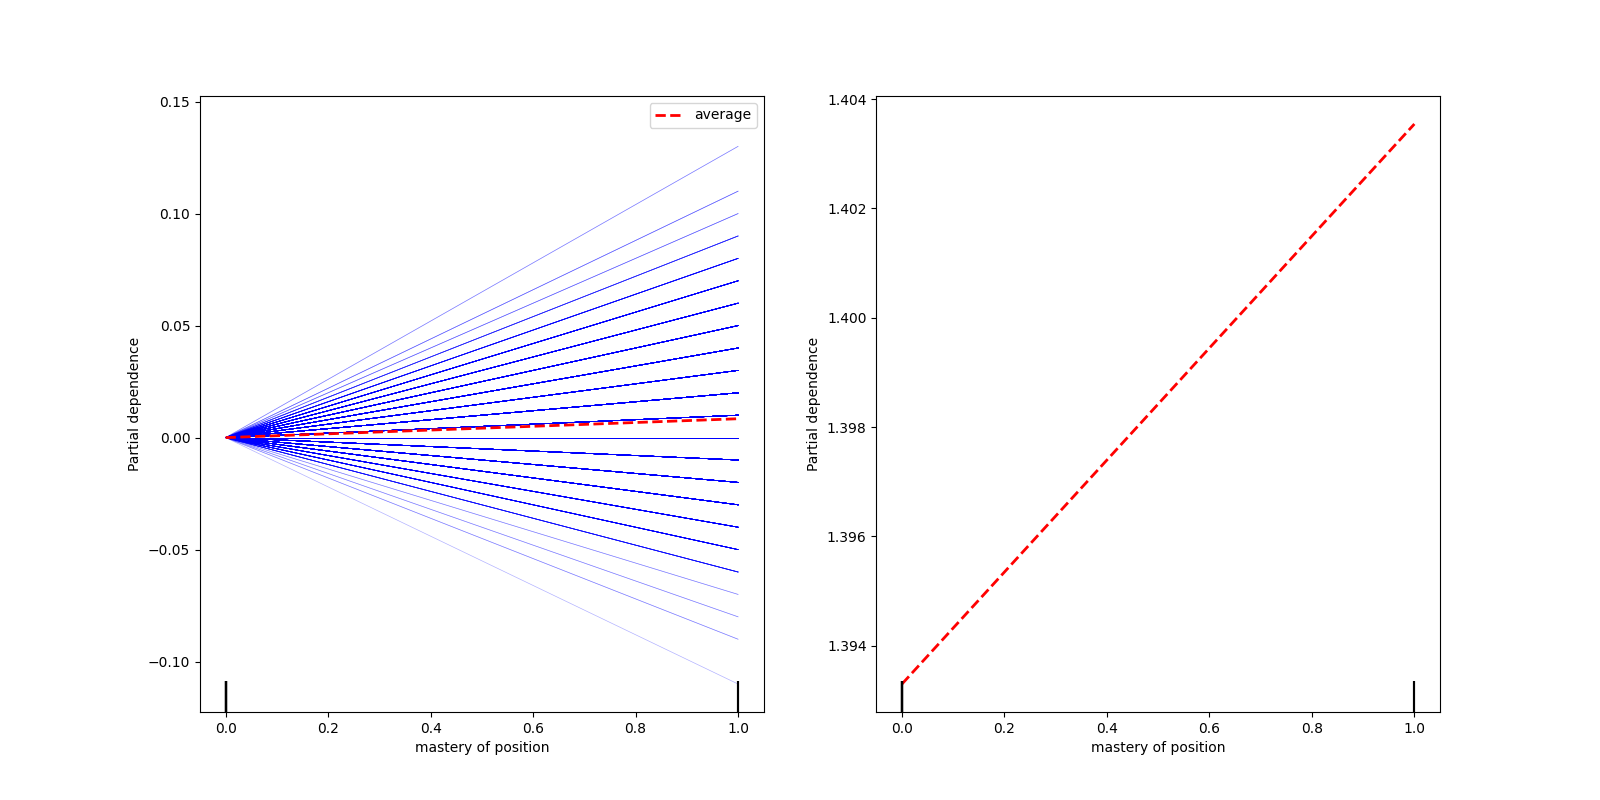 0.15
0.10
0.05
0.00
−0.05
−0.10
Partial dependence
average
0.0 0.2 0.4 0.6 0.8 1.0
mastery of position
1.404
1.402
1.400
1.398
1.396
1.394
Partial dependence
0.0 0.2 0.4 0.6 0.8 1.0
mastery of position